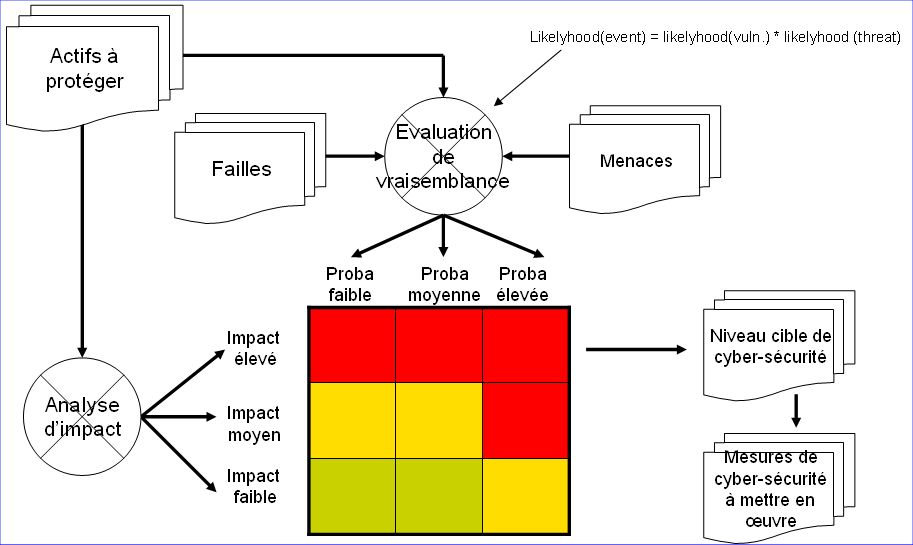 Actifs à
protéger
Likelyhood(event) = likelyhood(vuln.) * likelyhood (threat)
Failles
Evaluation
de
vraisemblance
Menaces
Proba
faible
Proba
moyenne
Proba
élevée
Impact
élevé
Impact
moyen
Impact
faible
Analyse
d’impact
Niveau cible de
cyber-sécurité
Mesures de
cyber-sécurité
à mettre en
œuvre